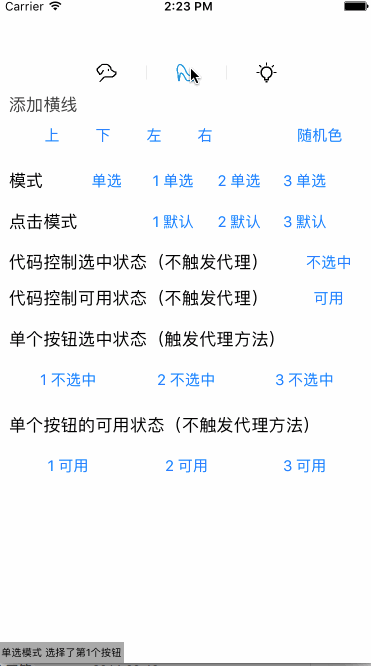 Carrier 2:23 PM
添加横线
上 下 左 右 随机色
模式 单选 1 单选 2 单选 3 单选
点击模式 1 默认 2 默认 3 默认
代码控制选中状态（不触发代理） 不选中
代码控制可用状态（不触发代理） 可用
单个按钮选中状态（触发代理方法）
1 不选中 2 不选中 3 不选中
单个按钮的可用状态（不触发代理方法）
1 可用 2 可用 3 可用
单选模式 选择了第1个按钮